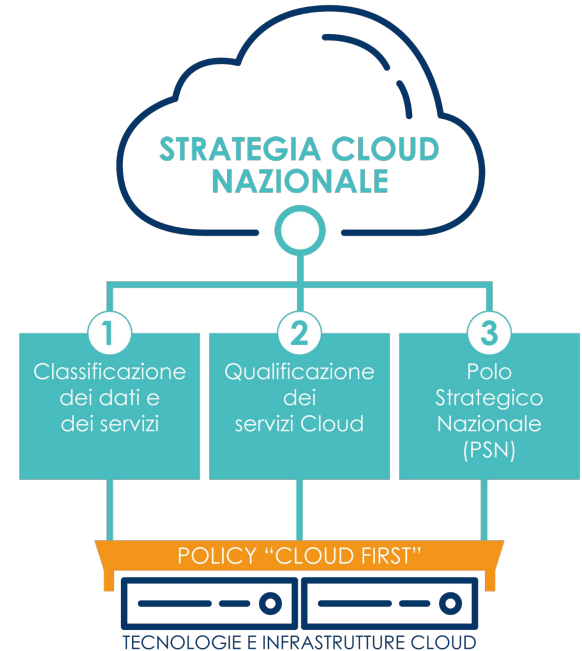 STRATEGIA CLOUD
NAZIONALE
1
Classificazione
dei dati e
dei servizi
2
Qualificazione
dei
servizi Cloud
3
Polo
Strategico
Nazionale
(PSN)
POLICY “CLOUD FIRST”
TECNOLOGIE E INFRASTRUTTURE CLOUD